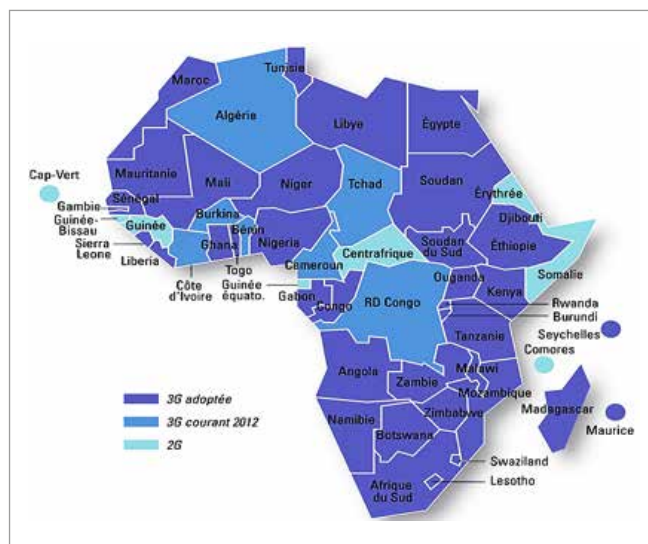 Maroc
Tunisie
Algérie
Libye
Égypte
Cap-Vert
Mauritanie
Mali
Niger
Tchad
Soudan
Érythrée
Sénégal
Gambie
Guinée-
Bissau
Guinée
Burkina
Bénin
Djibouti
Sierra
Leone
Liberia
Ghana
Nigeria
Centrafrique
Soudan
du Sud
Éthiopie
Côte
d'Ivoire
Togo
Guinée
équato.
Cameroun
Ouganda
Somalie
Gabon
Congo
RD Congo
Kenya
Rwanda
Burundi
Seychelles
Tanzanie
Comores
Angola
Malawi
Zambie
Mozambique
Madagascar
Maurice
Zimbabwe
Namibie
Botswana
Swaziland
Lesotho
Afrique
du Sud
3G adoptée
3G courant 2012
2G